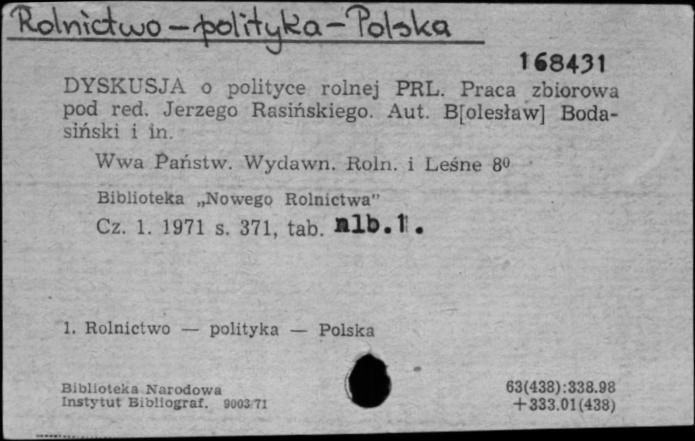 Rolnictwo – polityka – Polska
168431
DYSKUSJA o polityce rolnej PRL. Praca zbiorowa
pod red. Jerzego Rasińskiego. Aut. B[olesław] Boda-
siński i in.
Wwa Państw. Wydawn. Roln. i Leśne 8⁰
Biblioteka „Nowego Rolnictwa”
Cz. 1. 1971 s. 371, tab. nlb.1.
1. Rolnictwo — polityka — Polska
Biblioteka Narodowa
Instytut Bibliograf. 9003/71
63(438):338.98
+333.01(438)